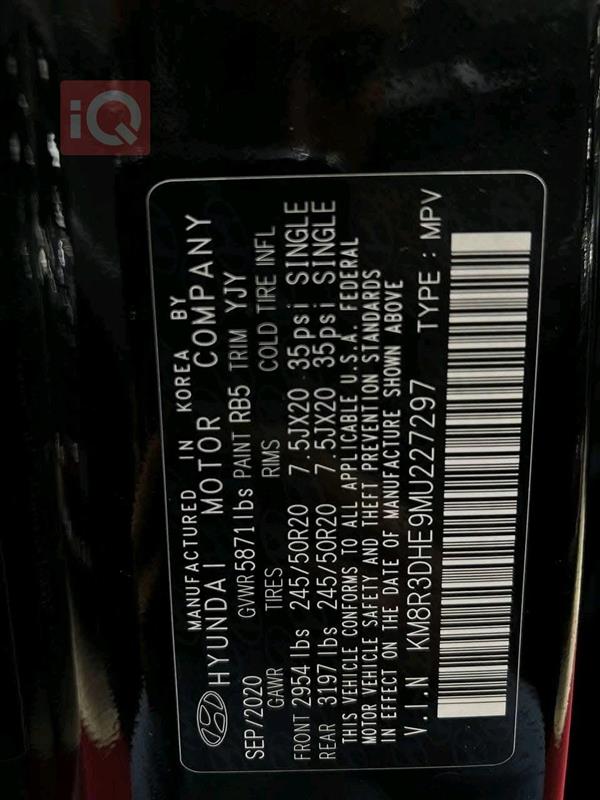 iQ
MANUFACTURED IN KOREA BY
HYUNDAI MOTOR COMPANY
SEP/2020 GVWR5871lbs PAINT RB5 TRIM YJY
GAWR TIRES RIMS COLD TIRE INFL
FRONT 2954 lbs 245/50R20 7.5JX20 35psi SINGLE
REAR 3197 lbs 245/50R20 7.5JX20 35psi SINGLE
THIS VEHICLE CONFORMS TO ALL APPLICABLE U.S.A. FEDERAL
MOTOR VEHICLE SAFETY AND THEFT PREVENTION STANDARDS
IN EFFECT ON THE DATE OF MANUFACTURE SHOWN ABOVE
V.I.N KM8R3DHE9MU227297 TYPE : MPV